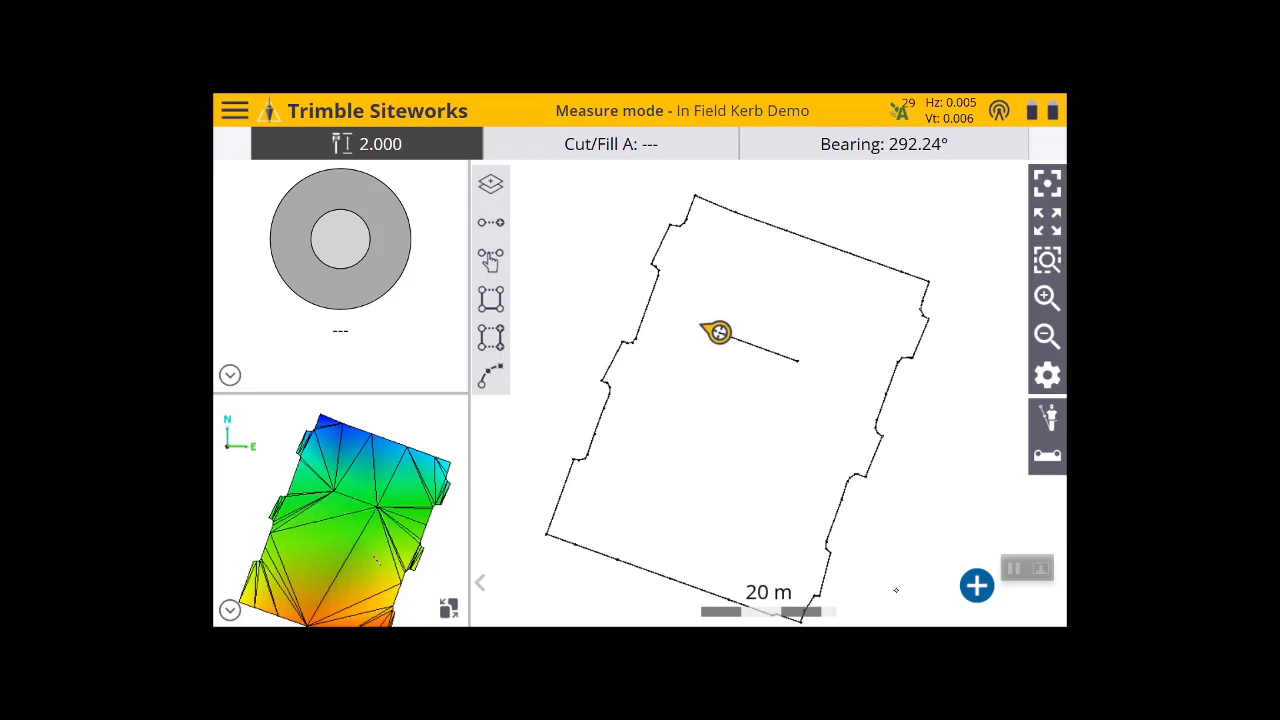 Trimble Siteworks
Measure mode - In Field Kerb Demo
29
A
Hz: 0.005
Vt: 0.006
2.000
Cut/Fill A: ---
Bearing: 292.24°
---
N
E
20 m